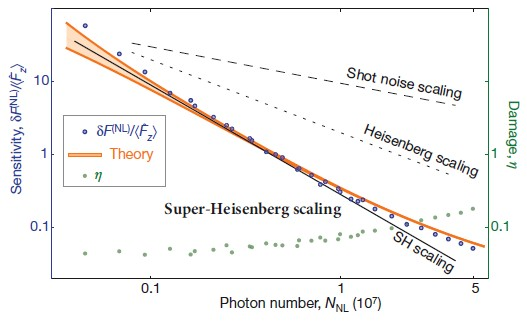 Sensitivity, δF(NL)/⟨F̂z⟩
10
1
0.1
Shot noise scaling
Heisenberg scaling
δF(NL)/⟨F̂z⟩
Theory
η
Super-Heisenberg scaling
SH scaling
Damage, η
1
0.1
0.1
1
5
Photon number, NNL (10⁷)